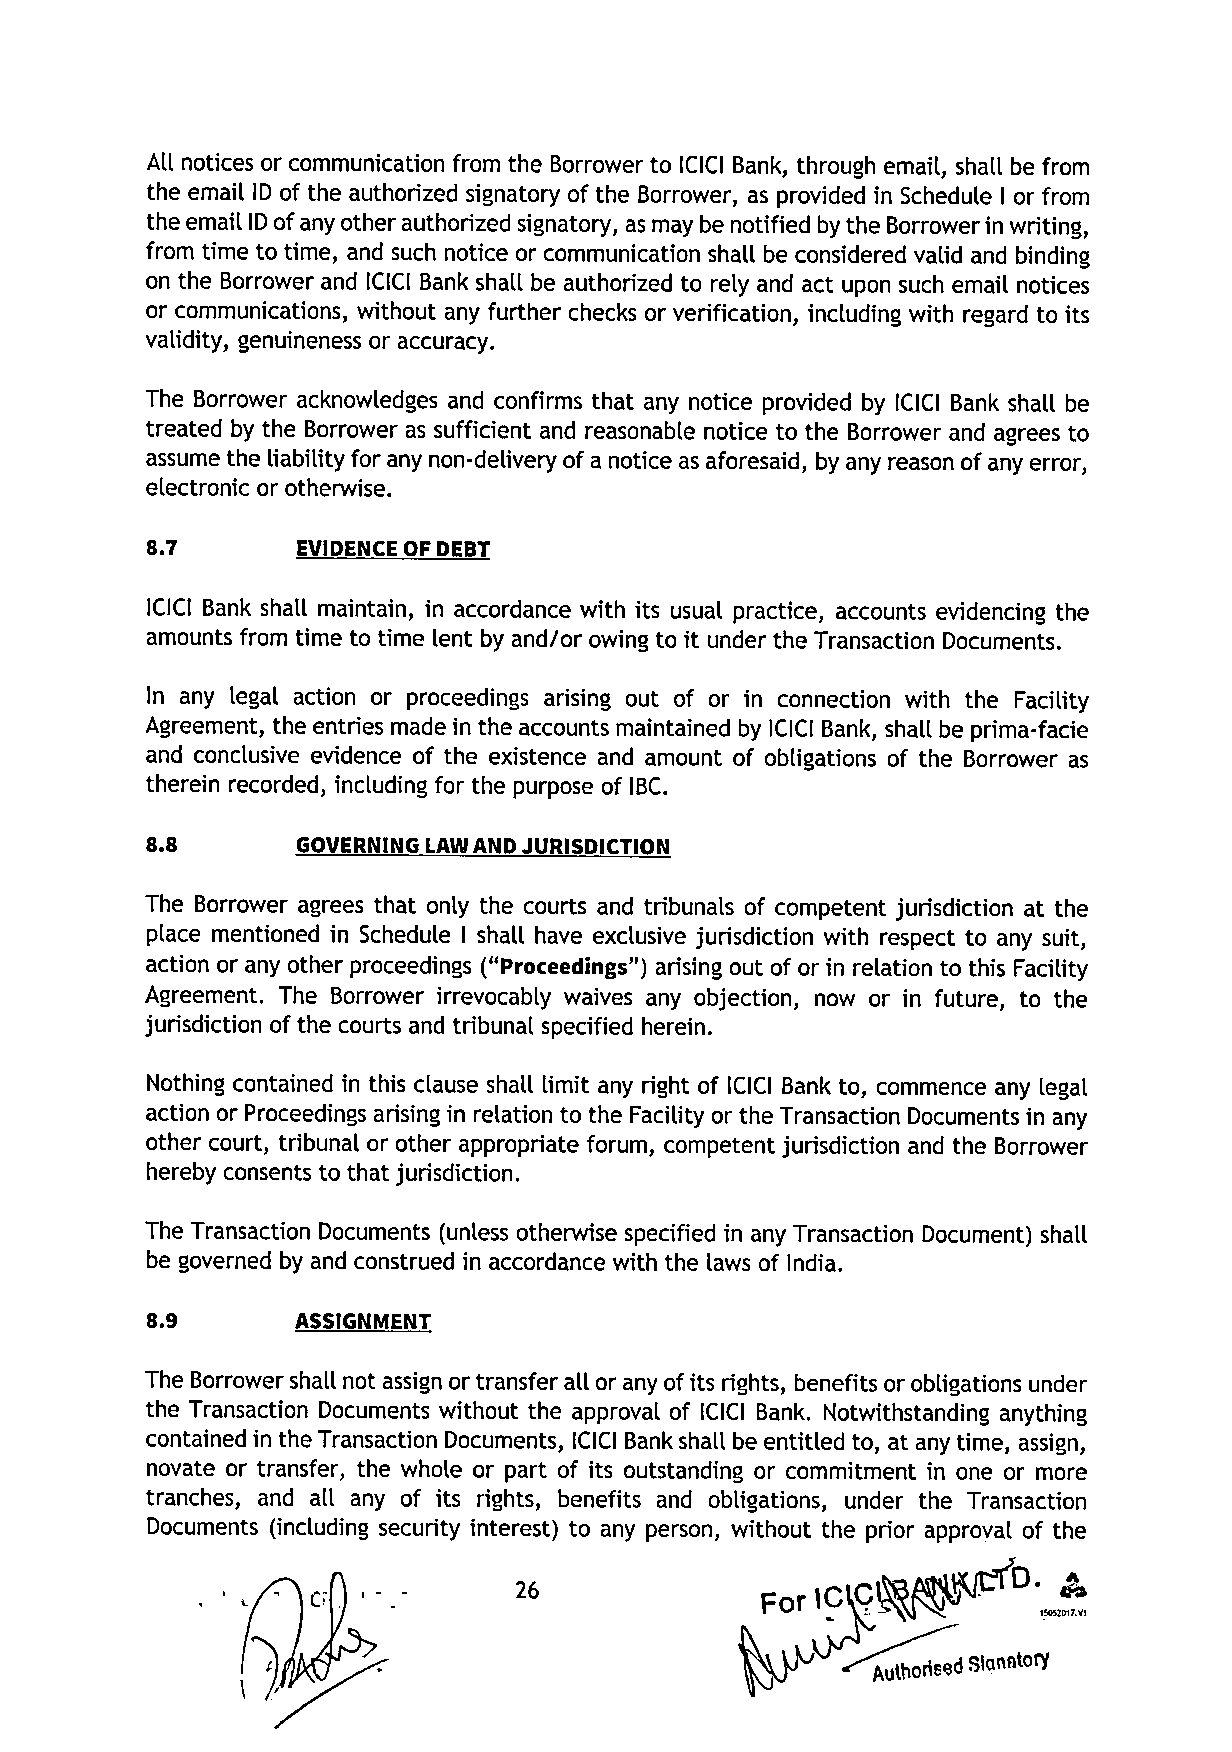 All notices or communication from the Borrower to ICICI Bank, through email, shall be from
the email ID of the authorized signatory of the Borrower, as provided in Schedule I or from
the email ID of any other authorized signatory, as may be notified by the Borrower in writing,
from time to time, and such notice or communication shall be considered valid and binding
on the Borrower and ICICI Bank shall be authorized to rely and act upon such email notices
or communications, without any further checks or verification, including with regard to its
validity, genuineness or accuracy.
The Borrower acknowledges and confirms that any notice provided by ICICI Bank shall be
treated by the Borrower as sufficient and reasonable notice to the Borrower and agrees to
assume the liability for any non-delivery of a notice as aforesaid, by any reason of any error,
electronic or otherwise.
8.7 EVIDENCE OF DEBT
ICICI Bank shall maintain, in accordance with its usual practice, accounts evidencing the
amounts from time to time lent by and/or owing to it under the Transaction Documents.
In any legal action or proceedings arising out of or in connection with the Facility
Agreement, the entries made in the accounts maintained by ICICI Bank, shall be prima-facie
and conclusive evidence of the existence and amount of obligations of the Borrower as
therein recorded, including for the purpose of IBC.
8.8 GOVERNING LAW AND JURISDICTION
The Borrower agrees that only the courts and tribunals of competent jurisdiction at the
place mentioned in Schedule I shall have exclusive jurisdiction with respect to any suit,
action or any other proceedings (“Proceedings”) arising out of or in relation to this Facility
Agreement. The Borrower irrevocably waives any objection, now or in future, to the
jurisdiction of the courts and tribunal specified herein.
Nothing contained in this clause shall limit any right of ICICI Bank to, commence any legal
action or Proceedings arising in relation to the Facility or the Transaction Documents in any
other court, tribunal or other appropriate forum, competent jurisdiction and the Borrower
hereby consents to that jurisdiction.
The Transaction Documents (unless otherwise specified in any Transaction Document) shall
be governed by and construed in accordance with the laws of India.
8.9 ASSIGNMENT
The Borrower shall not assign or transfer all or any of its rights, benefits or obligations under
the Transaction Documents without the approval of ICICI Bank. Notwithstanding anything
contained in the Transaction Documents, ICICI Bank shall be entitled to, at any time, assign,
novate or transfer, the whole or part of its outstanding or commitment in one or more
tranches, and all any of its rights, benefits and obligations, under the Transaction
Documents (including security interest) to any person, without the prior approval of the
26
For ICICI BANK LTD.
15052017.V1
Authorised Signatory